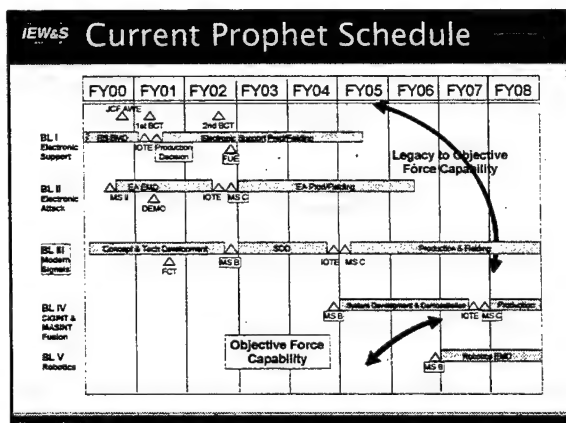 IEW&S Current Prophet Schedule
FY00 FY01 FY02 FY03 FY04 FY05 FY06 FY07 FY08
JCF AWE
1st BCT
2nd BCT
BL I
Electronic
Support
ES EMD
Electronic Support Prod/Fielding
IOTE
Production
Decision
FUE
Legacy to Objective
Force Capability
BL II
Electronic
Attack
EA EMD
EA Prod/Fielding
MS II
DEMO
IOTE
MS C
BL III
Modern
Signals
Concept & Tech Development
SDD
Production & Fielding
FCT
MS B
IOTE
MS C
BL IV
SIGINT &
MASINT
Fusion
System Development & Demonstration
Production
MS B
IOTE
MS C
Objective Force
Capability
BL V
Robotics
Robotics EMD
MS B